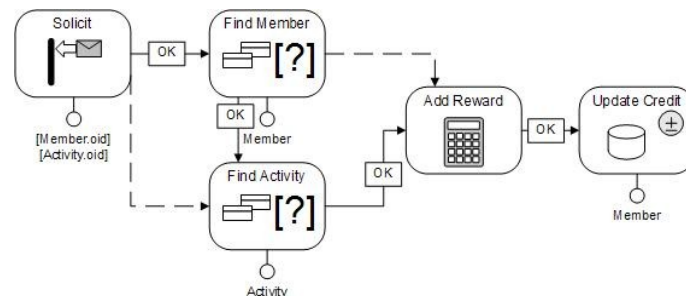 Solicit
OK
Find Member
[?]
[Member.oid]
[Activity.oid]
OK
Member
Add Reward
OK
Update Credit
Find Activity
[?]
OK
Member
Activity